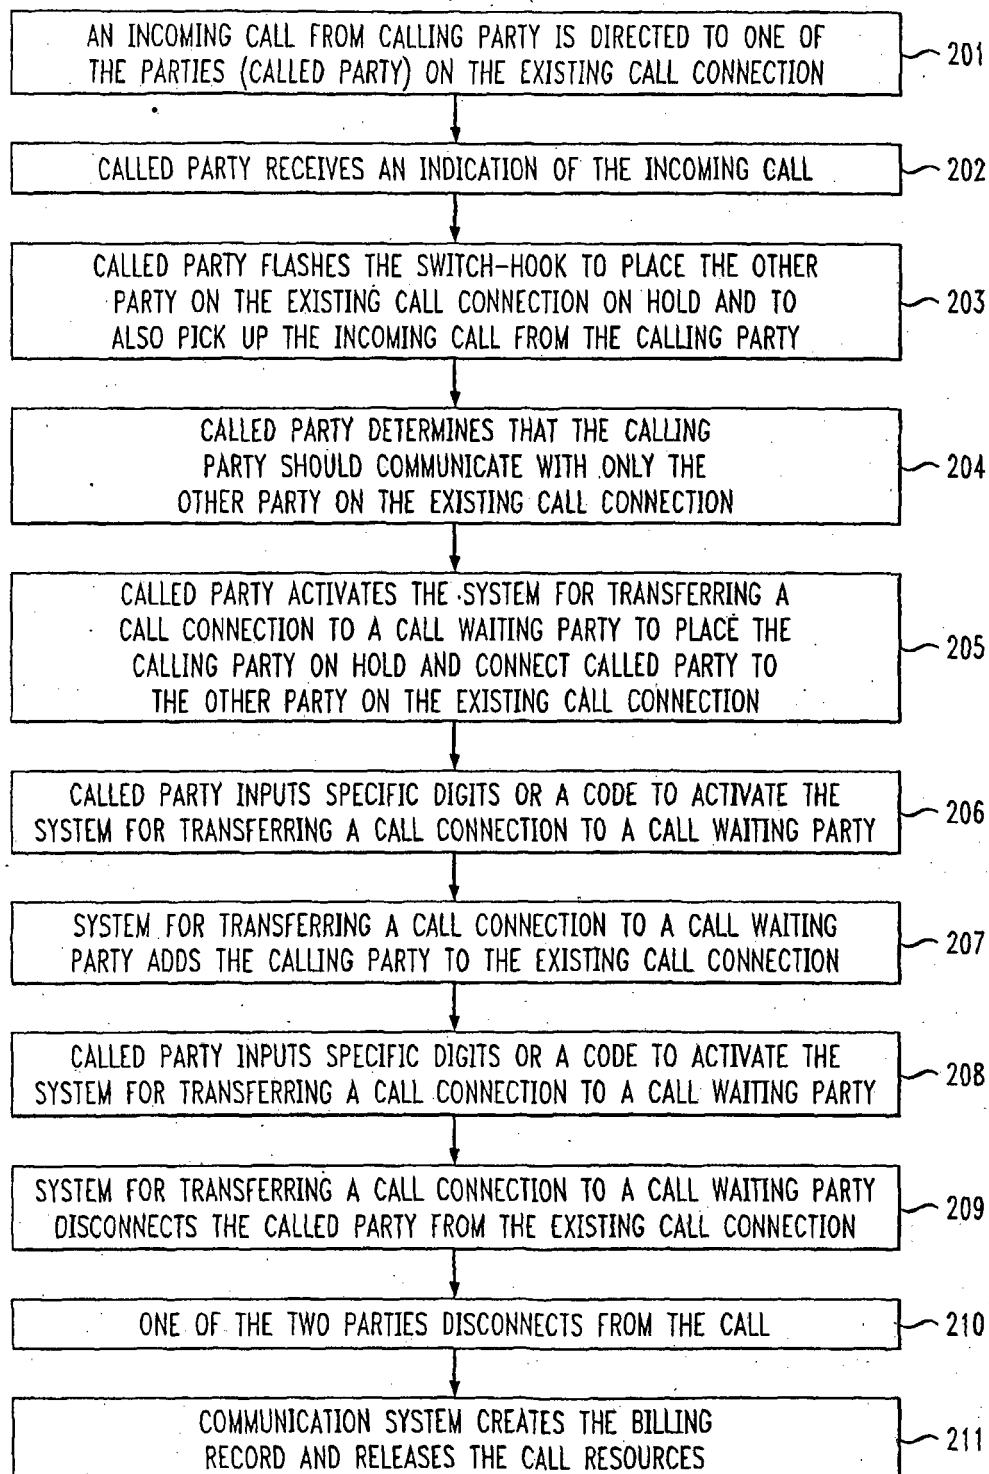 AN INCOMING CALL FROM CALLING PARTY IS DIRECTED TO ONE OF
THE PARTIES (CALLED PARTY) ON THE EXISTING CALL CONNECTION
201
CALLED PARTY RECEIVES AN INDICATION OF THE INCOMING CALL
202
CALLED PARTY FLASHES THE SWITCH-HOOK TO PLACE THE OTHER
PARTY ON THE EXISTING CALL CONNECTION ON HOLD AND TO
ALSO PICK UP THE INCOMING CALL FROM THE CALLING PARTY
203
CALLED PARTY DETERMINES THAT THE CALLING
PARTY SHOULD COMMUNICATE WITH ONLY THE
OTHER PARTY ON THE EXISTING CALL CONNECTION
204
CALLED PARTY ACTIVATES THE SYSTEM FOR TRANSFERRING A
CALL CONNECTION TO A CALL WAITING PARTY TO PLACE THE
CALLING PARTY ON HOLD AND CONNECT CALLED PARTY TO
THE OTHER PARTY ON THE EXISTING CALL CONNECTION
205
CALLED PARTY INPUTS SPECIFIC DIGITS OR A CODE TO ACTIVATE THE
SYSTEM FOR TRANSFERRING A CALL CONNECTION TO A CALL WAITING PARTY
206
SYSTEM FOR TRANSFERRING A CALL CONNECTION TO A CALL WAITING
PARTY ADDS THE CALLING PARTY TO THE EXISTING CALL CONNECTION
207
CALLED PARTY INPUTS SPECIFIC DIGITS OR A CODE TO ACTIVATE THE
SYSTEM FOR TRANSFERRING A CALL CONNECTION TO A CALL WAITING PARTY
208
SYSTEM FOR TRANSFERRING A CALL CONNECTION TO A CALL WAITING PARTY
DISCONNECTS THE CALLED PARTY FROM THE EXISTING CALL CONNECTION
209
ONE OF THE TWO PARTIES DISCONNECTS FROM THE CALL
210
COMMUNICATION SYSTEM CREATES THE BILLING
RECORD AND RELEASES THE CALL RESOURCES
211